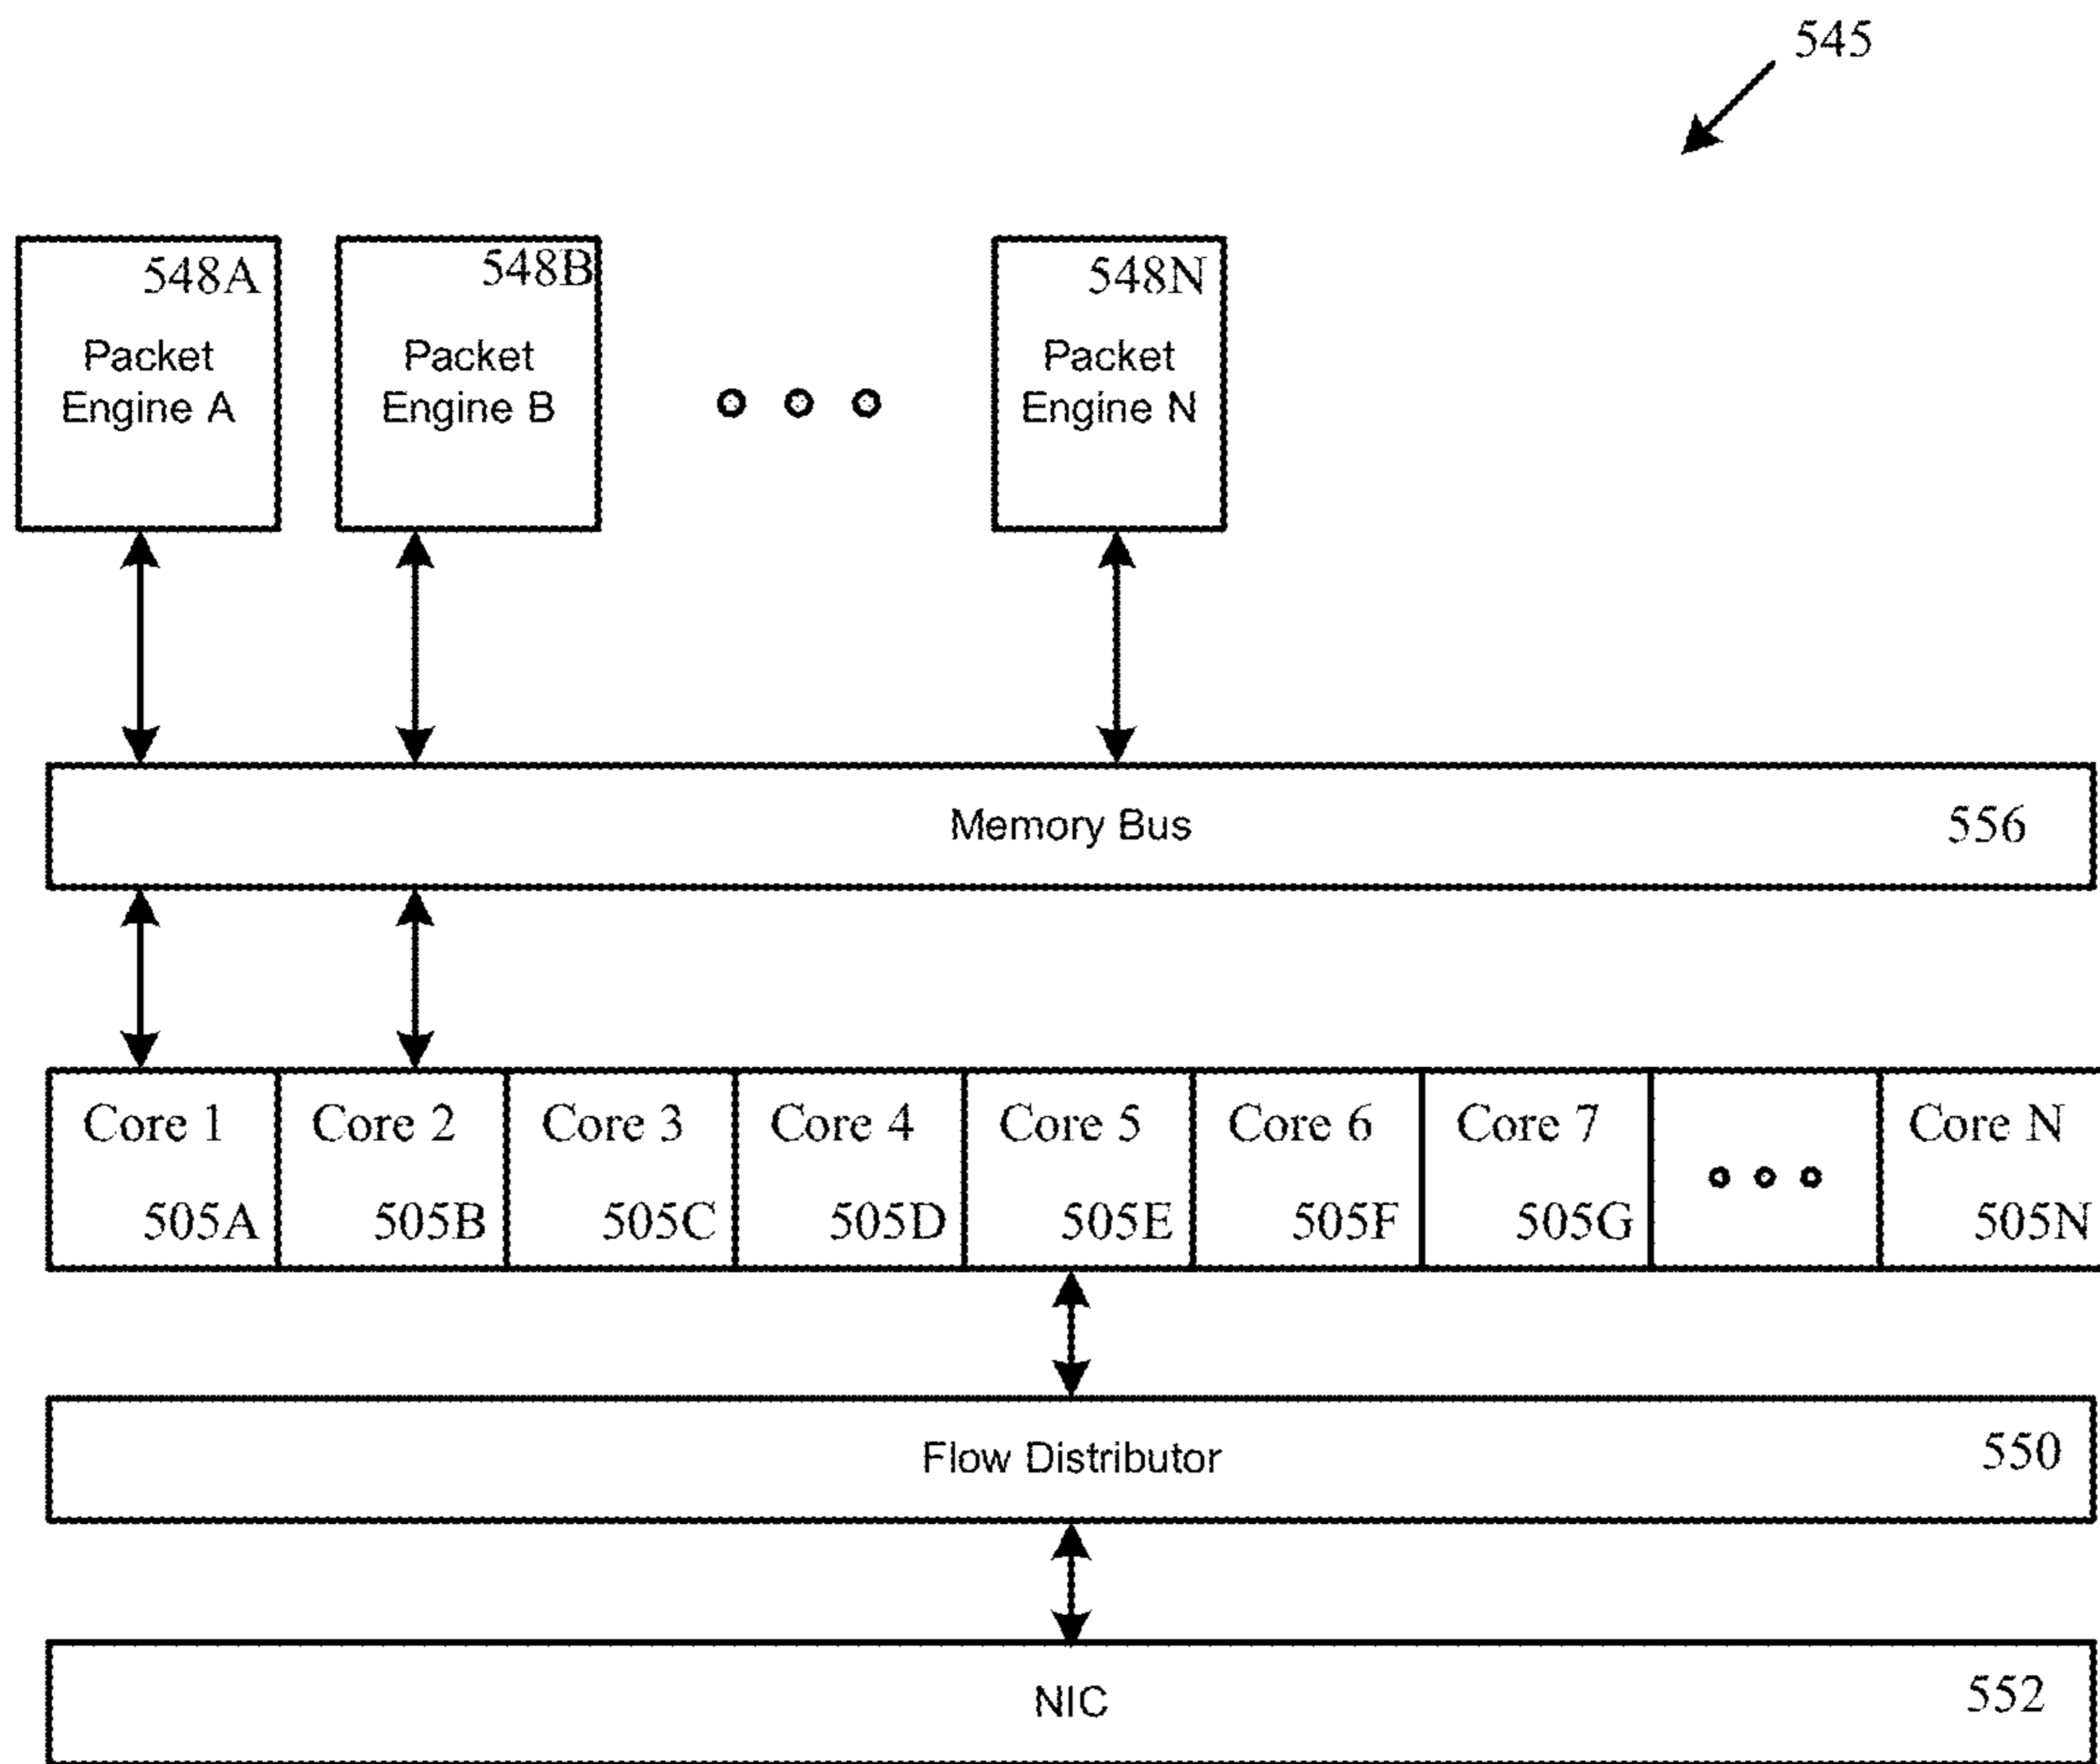 545
548A
Packet
Engine A
548B
Packet
Engine B
548N
Packet
Engine N
Memory Bus 556
Core 1
505A
Core 2
505B
Core 3
505C
Core 4
505D
Core 5
505E
Core 6
505F
Core 7
505G
Core N
505N
Flow Distributor 550
NIC 552